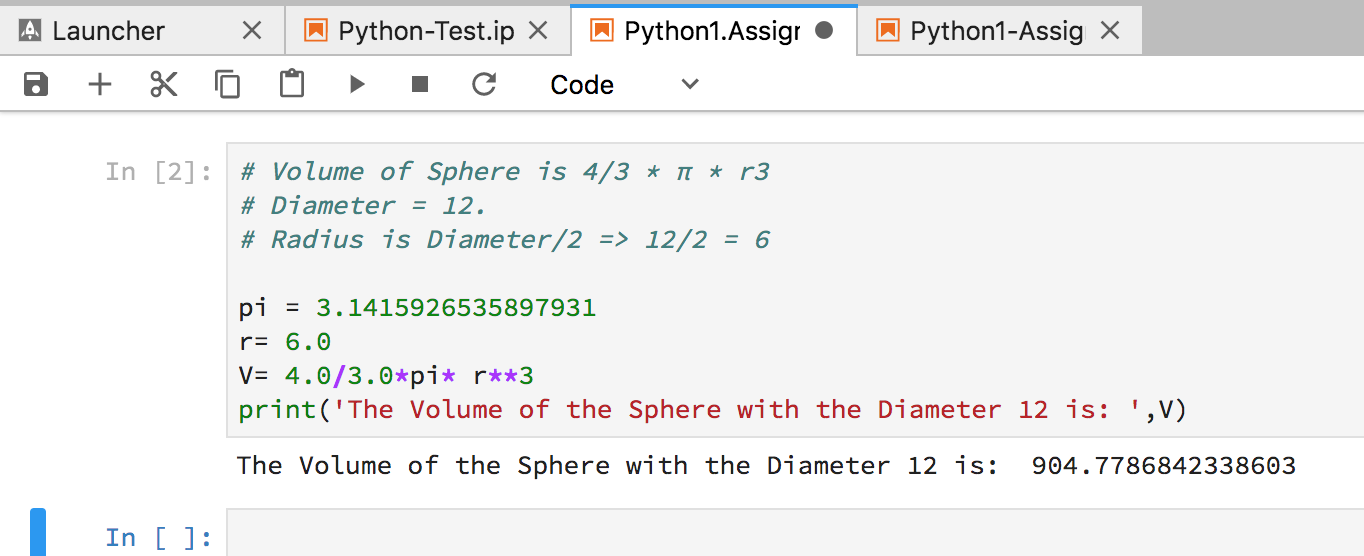 Launcher
Python-Test.ip
Python1.Assigr
Python1-Assig
Code
In [2]:
# Volume of Sphere is 4/3 * π * r3
# Diameter = 12.
# Radius is Diameter/2 => 12/2 = 6
pi = 3.1415926535897931
r= 6.0
V= 4.0/3.0*pi* r**3
print('The Volume of the Sphere with the Diameter 12 is: ',V)
The Volume of the Sphere with the Diameter 12 is:  904.7786842338603
In [ ]: